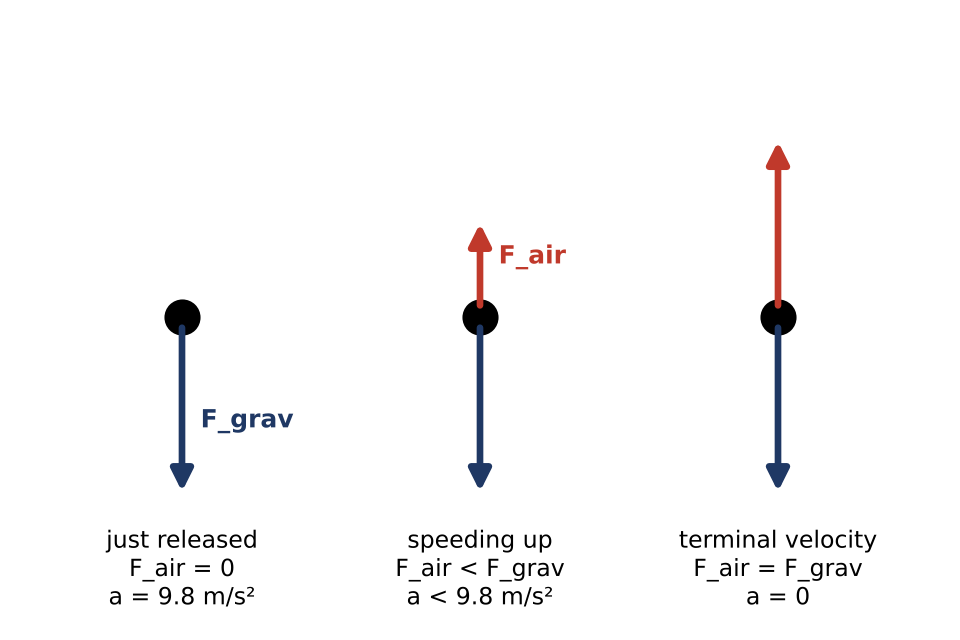 F_air
F_grav
just released
F_air = 0
a = 9.8 m/s²
speeding up
F_air < F_grav
a < 9.8 m/s²
terminal velocity
F_air = F_grav
a = 0